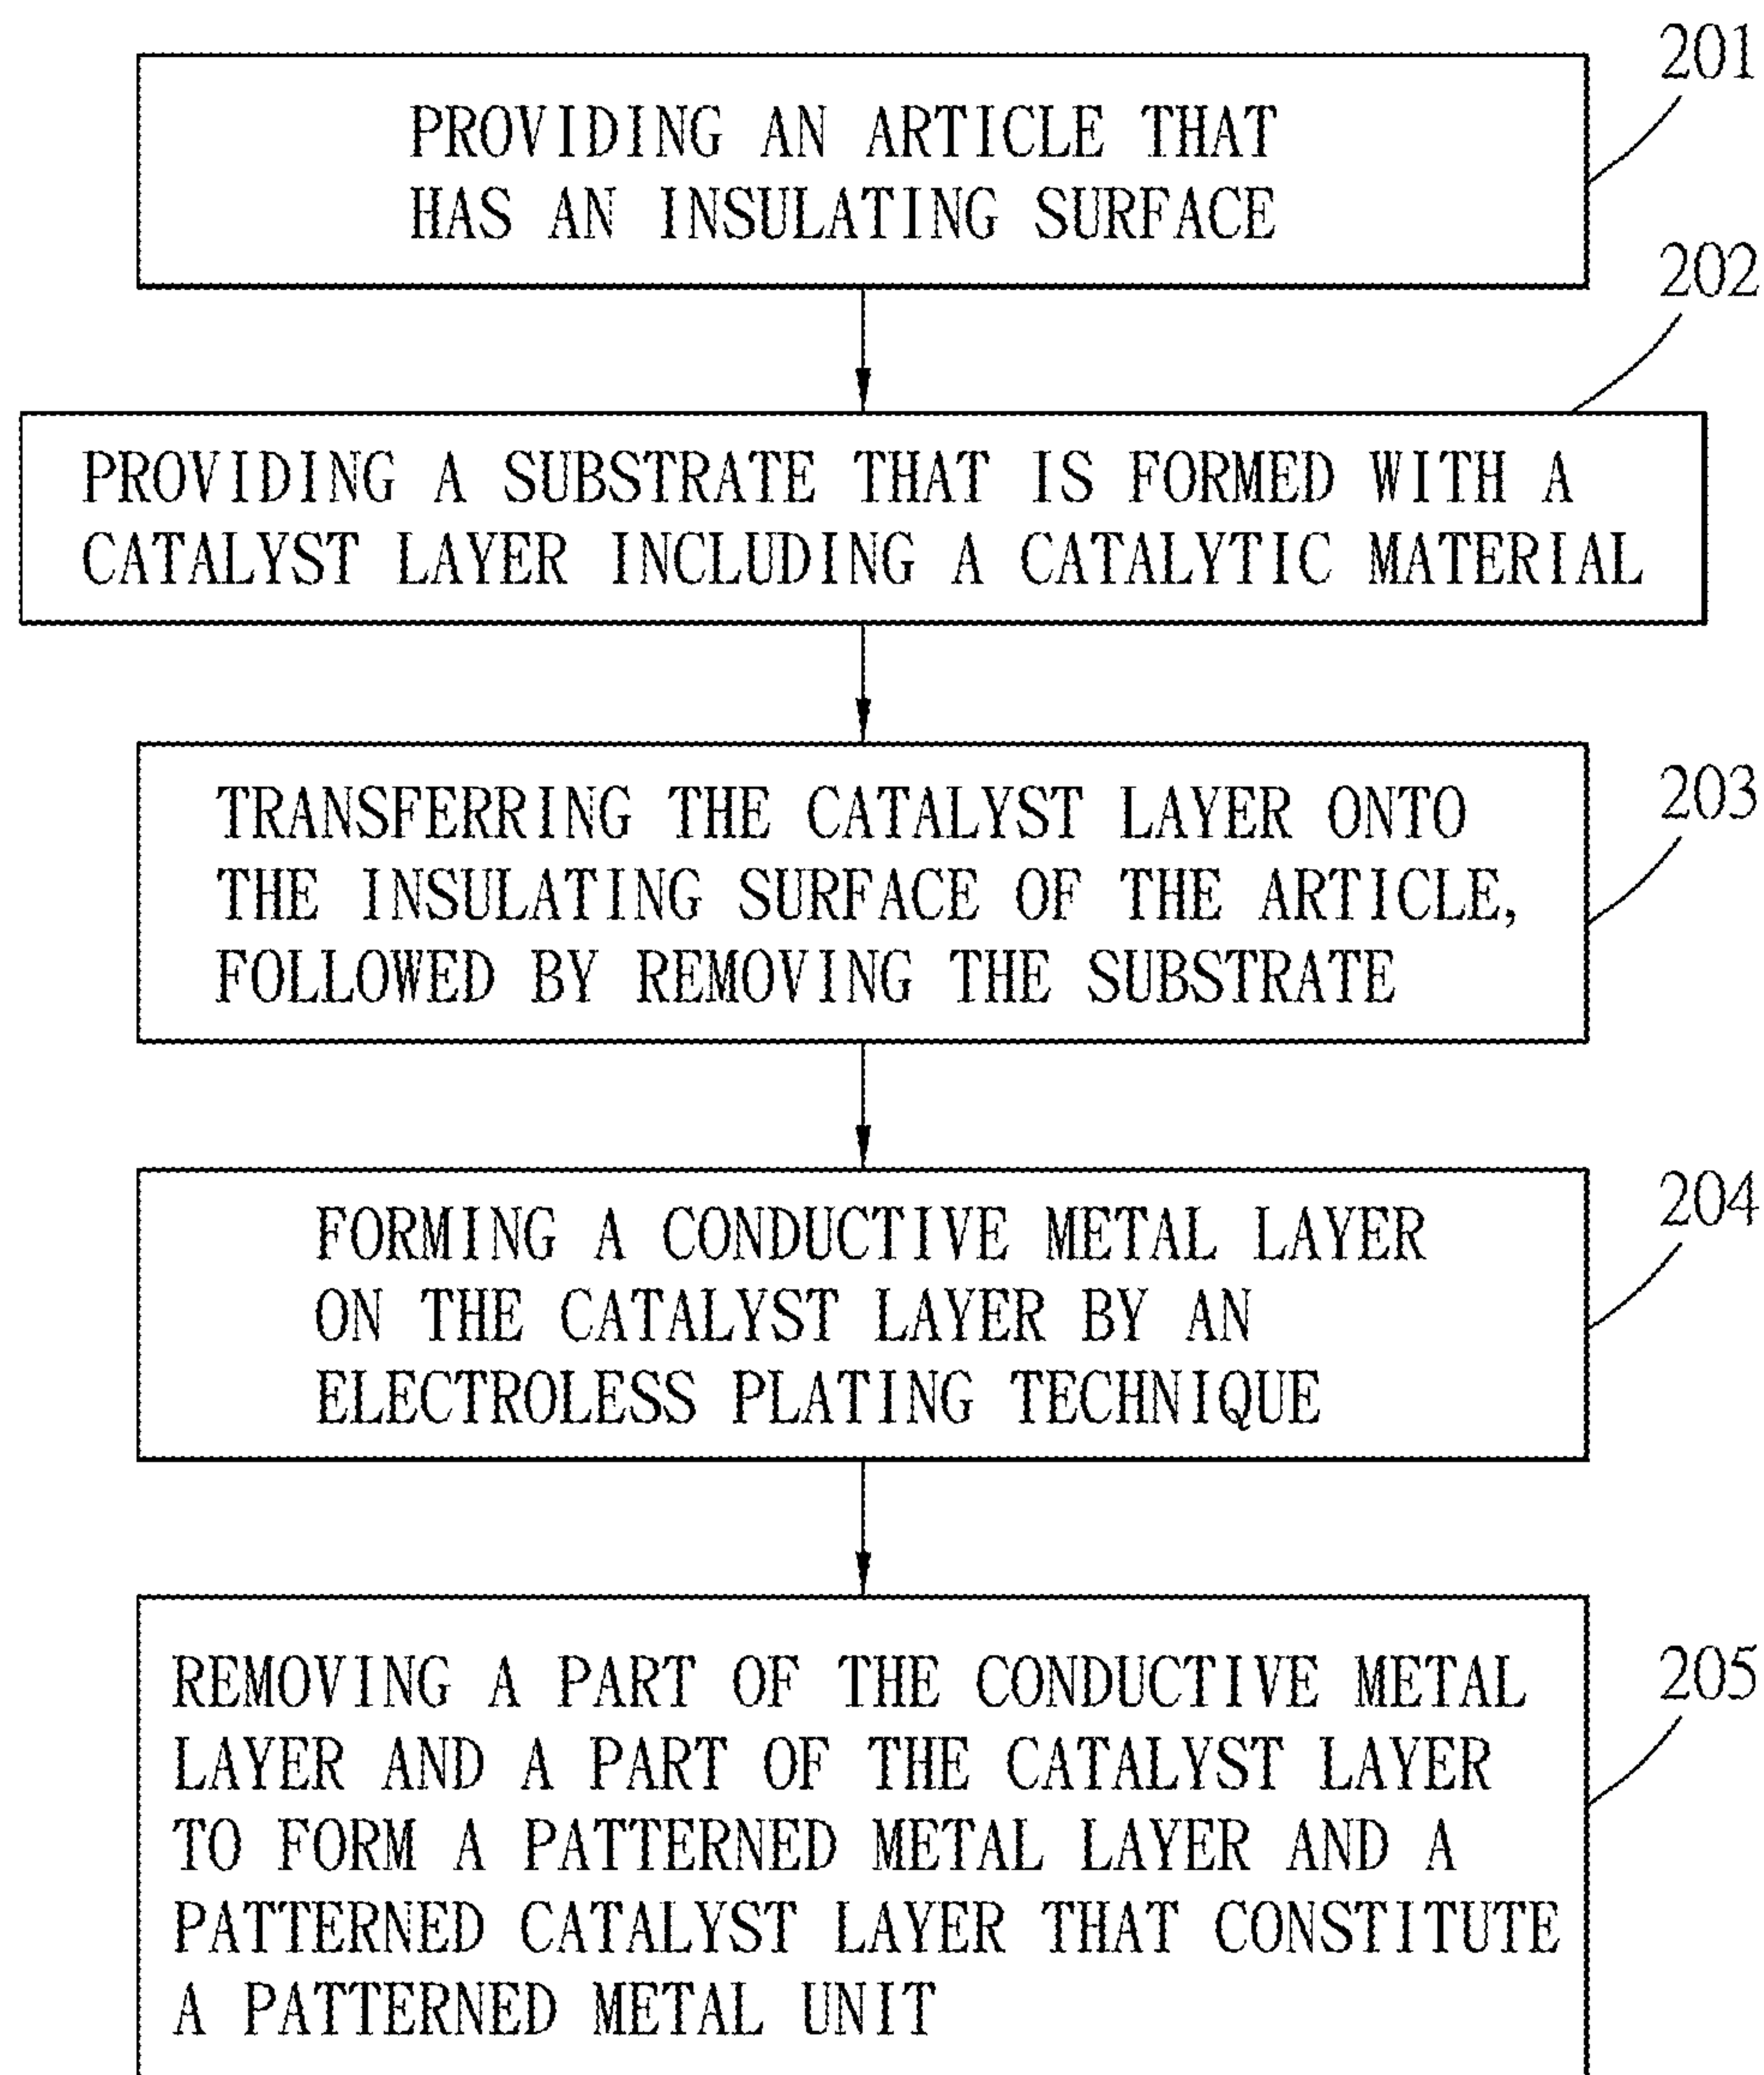 201
PROVIDING AN ARTICLE THAT
HAS AN INSULATING SURFACE
202
PROVIDING A SUBSTRATE THAT IS FORMED WITH A
CATALYST LAYER INCLUDING A CATALYTIC MATERIAL
203
TRANSFERRING THE CATALYST LAYER ONTO
THE INSULATING SURFACE OF THE ARTICLE,
FOLLOWED BY REMOVING THE SUBSTRATE
204
FORMING A CONDUCTIVE METAL LAYER
ON THE CATALYST LAYER BY AN
ELECTROLESS PLATING TECHNIQUE
205
REMOVING A PART OF THE CONDUCTIVE METAL
LAYER AND A PART OF THE CATALYST LAYER
TO FORM A PATTERNED METAL LAYER AND A
PATTERNED CATALYST LAYER THAT CONSTITUTE
A PATTERNED METAL UNIT